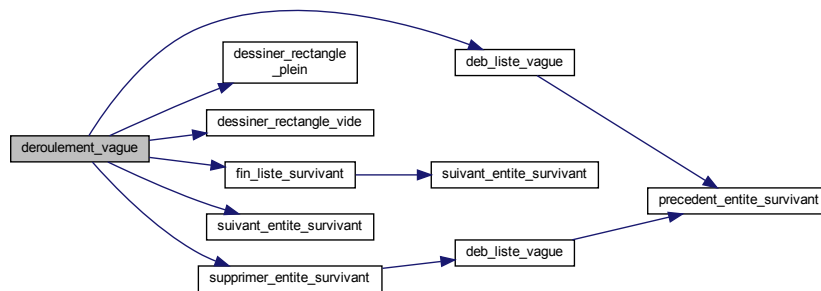 deroulement_vague
dessiner_rectangle
_plein
dessiner_rectangle_vide
fin_liste_survivant
suivant_entite_survivant
supprimer_entite_survivant
deb_liste_vague
suivant_entite_survivant
deb_liste_vague
precedent_entite_survivant